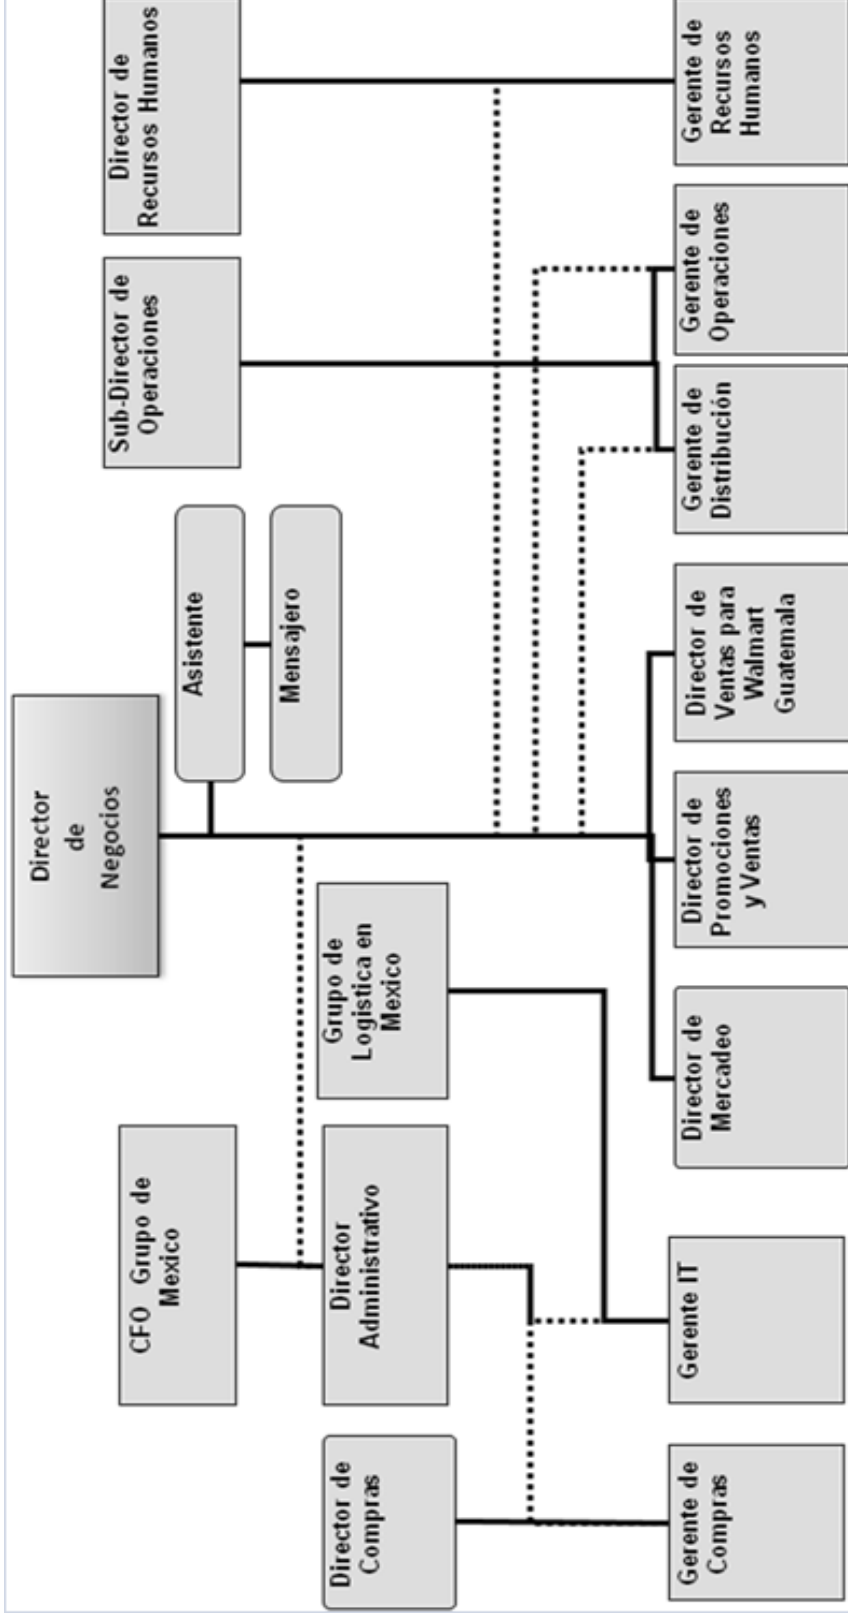 Director
de
Negocios
Asistente
Mensajero
Sub-Director de
Operaciones
Director de
Recursos Humanos
CFO Grupo de
Mexico
Director de
Compras
Director
Administrativo
Grupo de
Logistica en
Mexico
Gerente de
Compras
Gerente IT
Director de
Mercadeo
Director de
Promociones
y Ventas
Director de
Ventas para
Walmart
Guatemala
Gerente de
Distribución
Gerente de
Operaciones
Gerente de
Recursos
Humanos